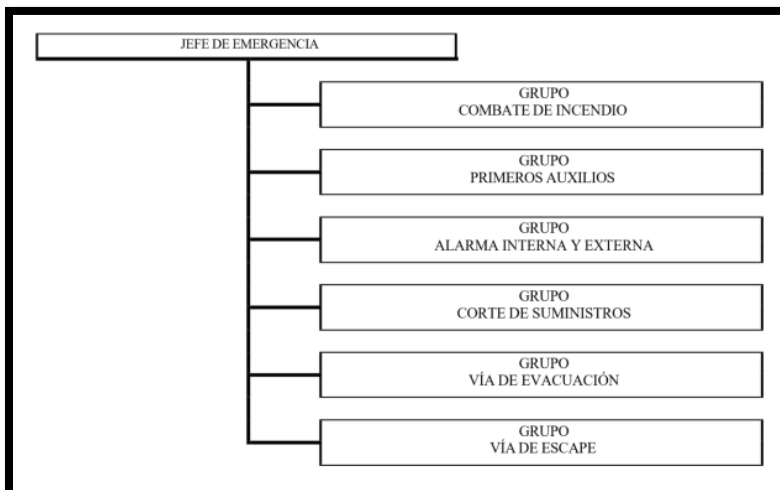 JEFE DE EMERGENCIA
GRUPO
COMBATE DE INCENDIO
GRUPO
PRIMEROS AUXILIOS
GRUPO
ALARMA INTERNA Y EXTERNA
GRUPO
CORTE DE SUMINISTROS
GRUPO
VÍA DE EVACUACIÓN
GRUPO
VÍA DE ESCAPE